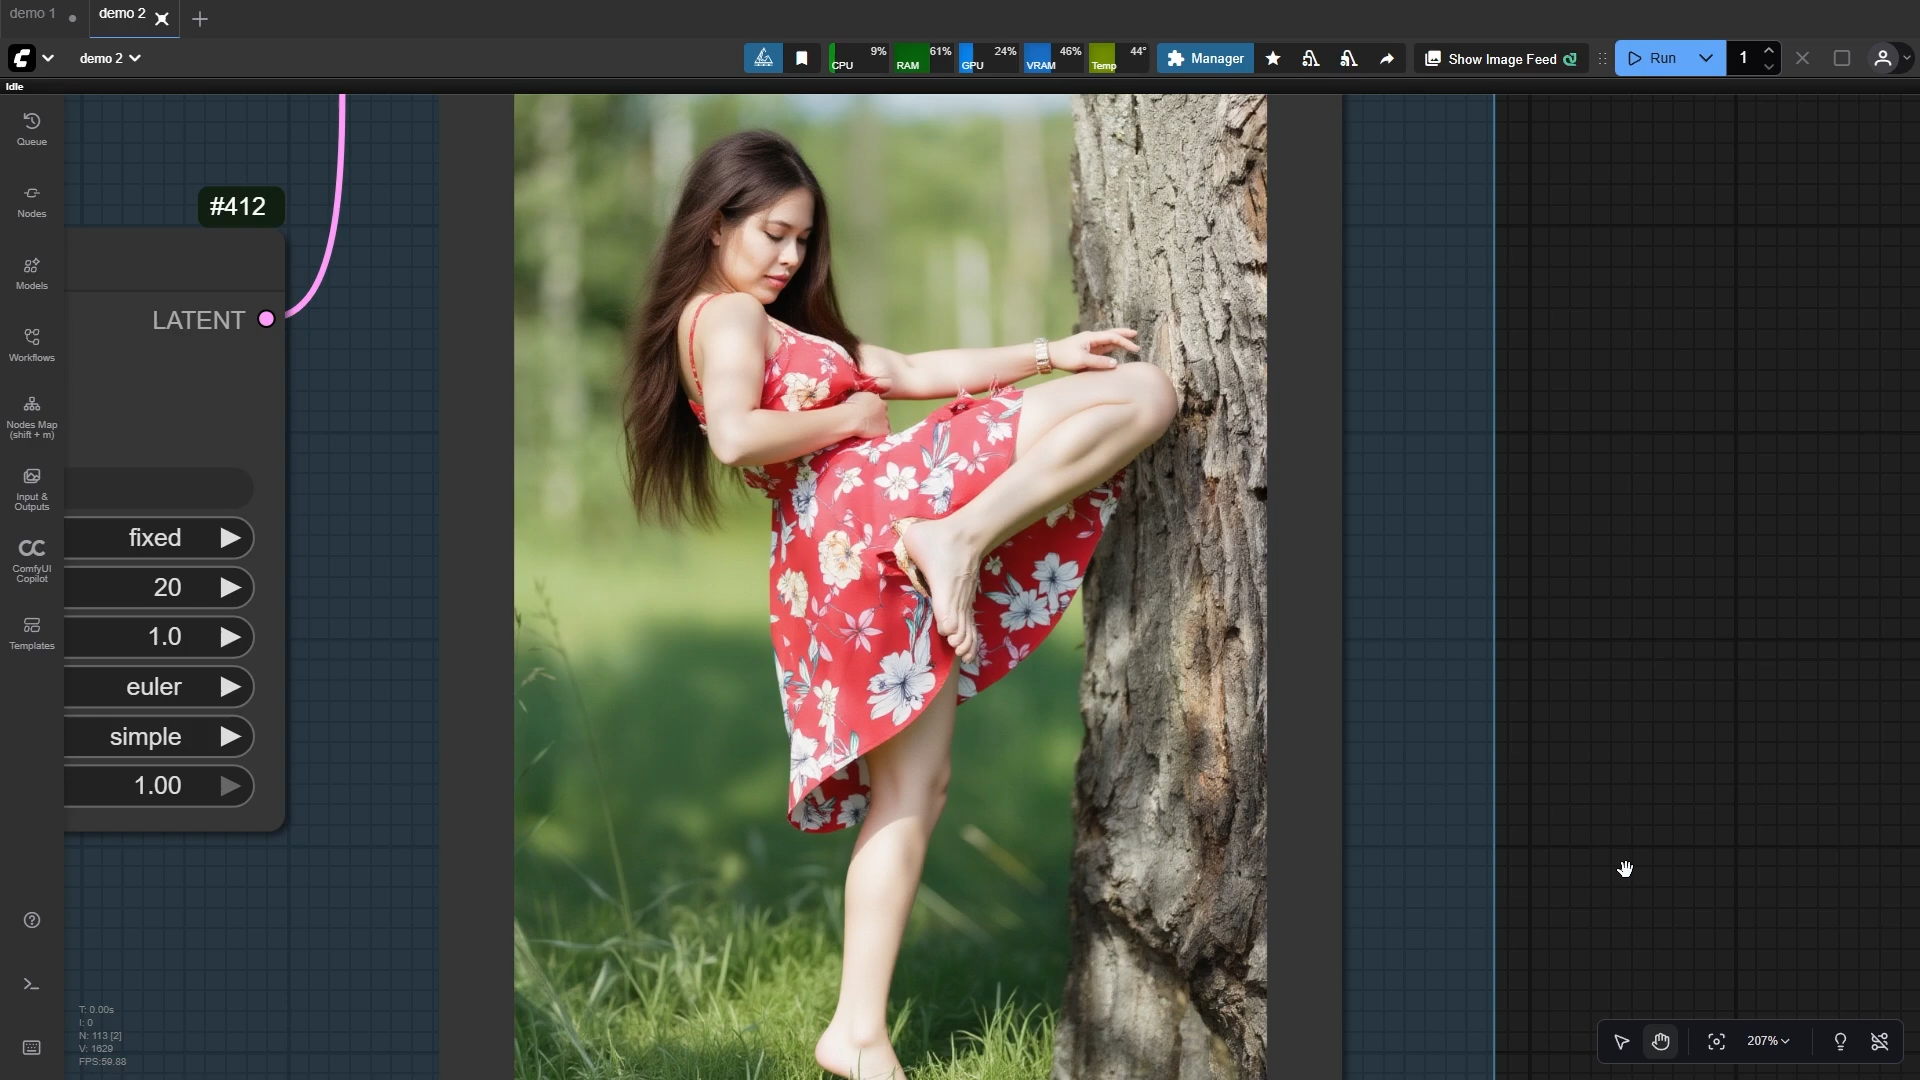 demo 1
demo 2
demo 2
CPU 9%
RAM 61%
GPU 24%
VRAM 46%
Temp 44°
Manager
Show Image Feed
Run
1
Idle
Queue
Nodes
Models
Workflows
Nodes Map
(shift + m)
Input &
Outputs
CC
ComfyUI
Copilot
Templates
#412
LATENT
fixed
20
1.0
euler
simple
1.00
T: 0.00s
I: 0
N: 113 [2]
V: 1629
FPS:59.88
207%